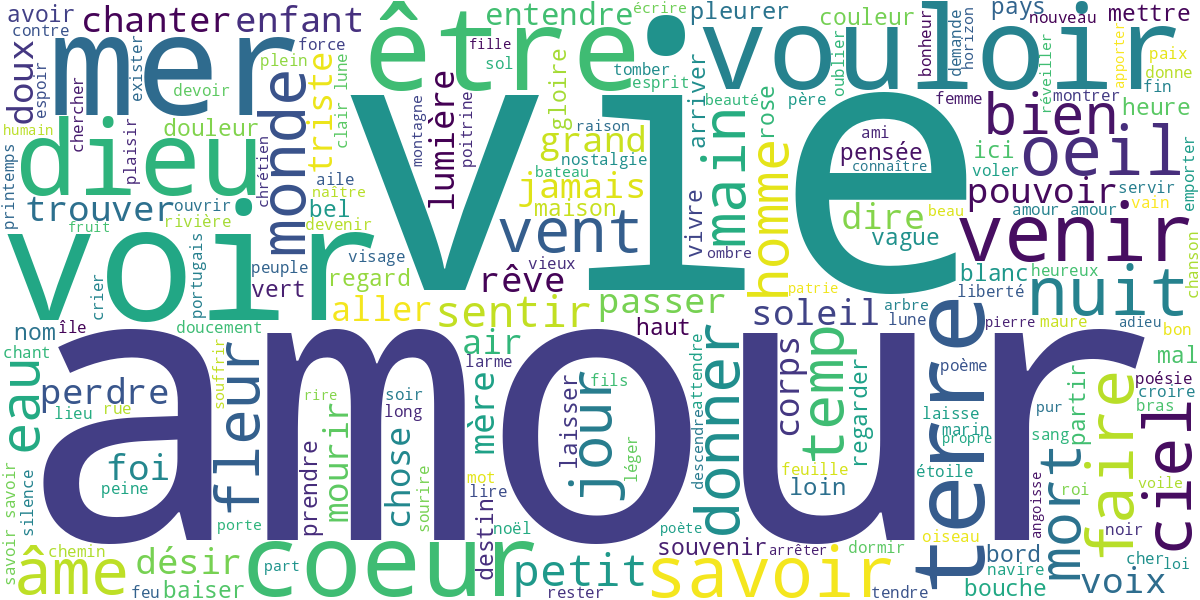 avoir
chanter
enfant
être
entendre
écrire
pleurer
couleur
pays
nouveau
mettre
contre
mer
force
fille
sol
tomber
esprit
vouloir
oublier
bonheur
demande
horizon
réveiller
apporter
paix
donne
fin
doux
espoir
chercher
exister
devoir
plein
triste
clair lune
vie
gloire
arriver
beauté
père
femme
montrer
heure
humain
dieu
plaisir
douleur
monde
chrétien
montagne
lumière
poitrine
raison
grand
nostalgie
bateau
jamais
maison
main
rose
homme
ami
pensée
connaître
bien
ici
oeil
voler
pouvoir
servir
vain
emporter
printemps
trouver
ouvrir
rivière
fruit
aile
naître
bel
devenir
vent
vivre
ombre
dire
vague
beau
amour amour
venir
chanson
voir
portugais
crier
peuple
visage
vert
regard
rêve
vieux
passer
patrie
blanc
heureux
liberté
nuit
nom
île
doucement
aller
sentir
haut
soleil
arbre
lune
pierre
maure
adieu
bon
chant
amour
souffrir
air
larme
descendre
attendre
corps
temp
terre
poème
mal
poésie
croire
eau
perdre
lieu
rue
fleur
rire
soir
long
mère
laisser
jour
fils
léger
donner
regarder
laisse
marin
propre
pur
sang
partir
bras
faire
ciel
foi
peine
prendre
mourir
chose
sourire
mot
lire
feuille
loin
étoile
angoisse
roi
voile
noir
savoir savoir
silence
porte
destin
noël
poète
oiseau
mort
âme
chemin
désir
coeur
part
petit
souvenir
arrêter
dormir
savoir
bord
navire
bouche
voix
cher
loi
feu
baiser
rester
tendre